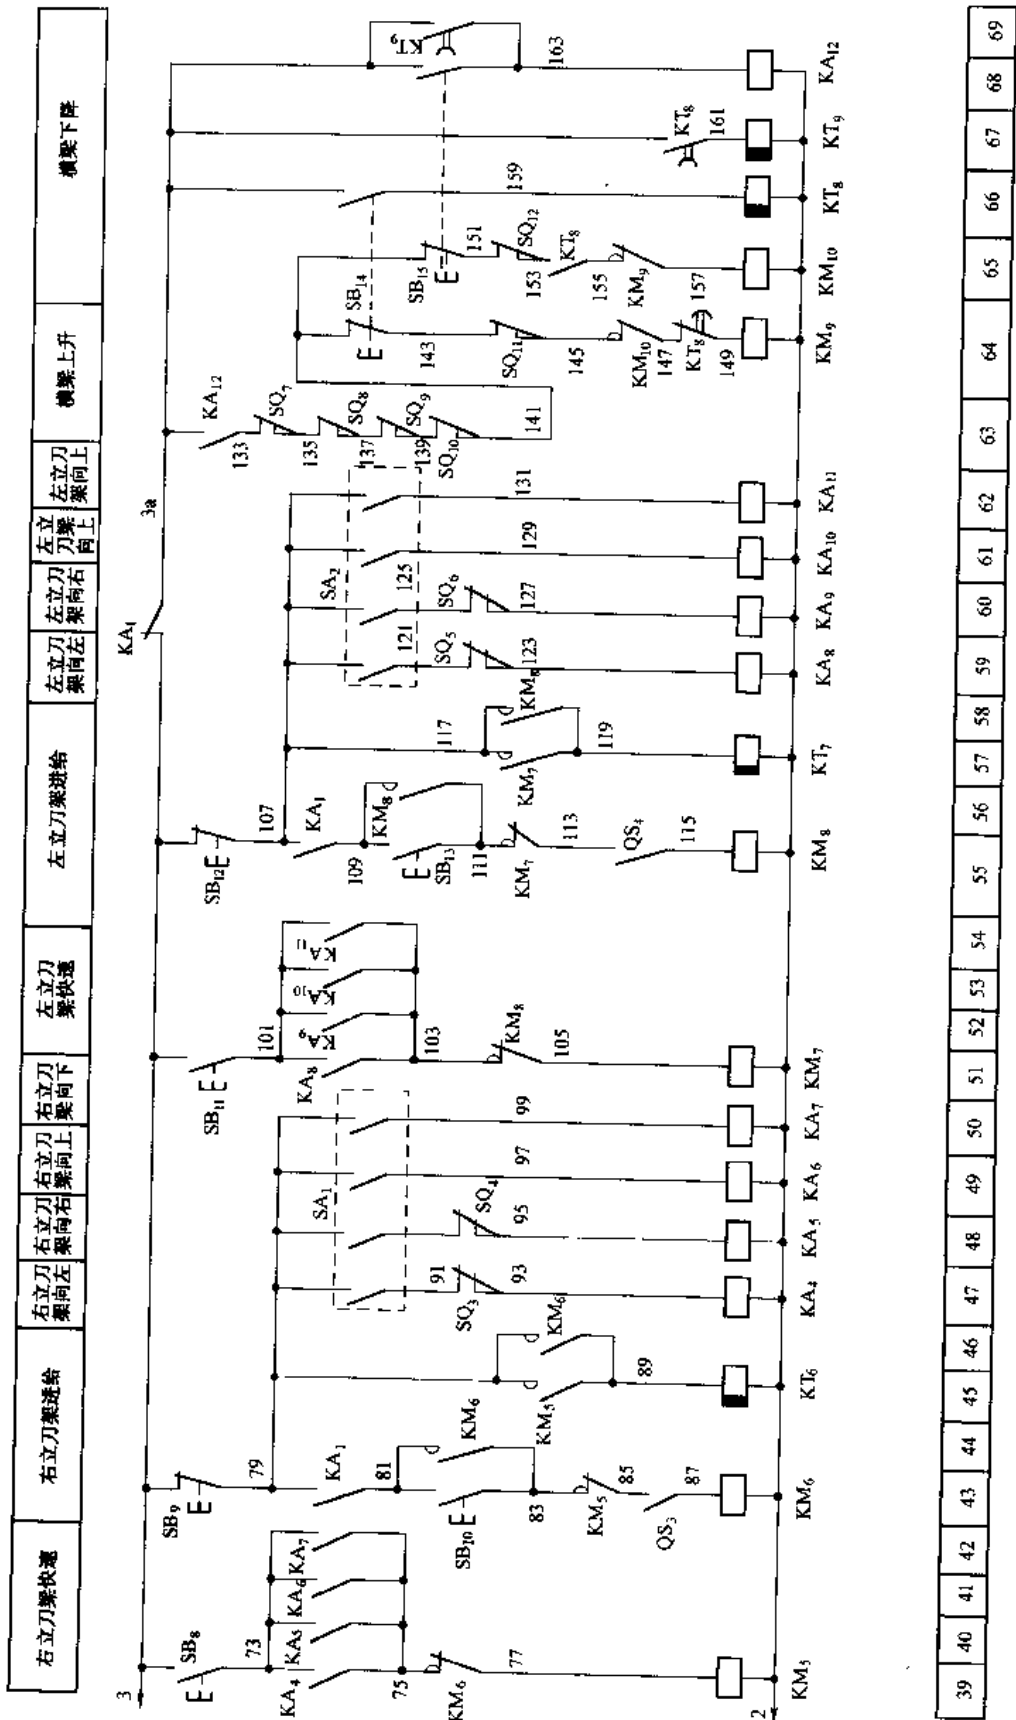 右立刀架快速
右立刀架进给
右立刀
架向左
右立刀
架向右
右立刀
架向上
右立刀
架向下
左立刀
架快速
左立刀架进给
左立刀
架向左
左立刀
架向右
左立
刀架
向上
左立刀
架向上
横梁上升
横梁下降
3
SB8
73
KA4
KA5
KA6
KA7
75
KM6
77
KM5
2
SB9
79
KA1
81
KM6
SB10
83
KM5
85
QS3
87
KM6
KM6
KM5
89
KT6
SA1
91
SQ3
93
KA4
SQ4
95
KA5
97
KA6
99
KA7
SB11
101
KA8
KA9
KA10
KA11
103
KM8
105
KM7
SB12
107
KA1
109
KM8
SB13
111
KM7
113
QS4
115
KM8
117
KM8
KM7
119
KT7
SA2
121
SQ5
123
KA8
125
SQ6
127
KA9
129
KA10
131
KA11
KA1
3a
KA12
133
SQ7
135
SQ8
137
SQ9
139
SQ10
141
SB14
143
SQ11
145
KM10
147
KT8
149
KM9
SB15
151
SQ12
153
KT8
155
KM9
157
KM10
159
KT8
KT8
161
KT9
KT9
163
KA12
39
40
41
42
43
44
45
46
47
48
49
50
51
52
53
54
55
56
57
58
59
60
61
62
63
64
65
66
67
68
69